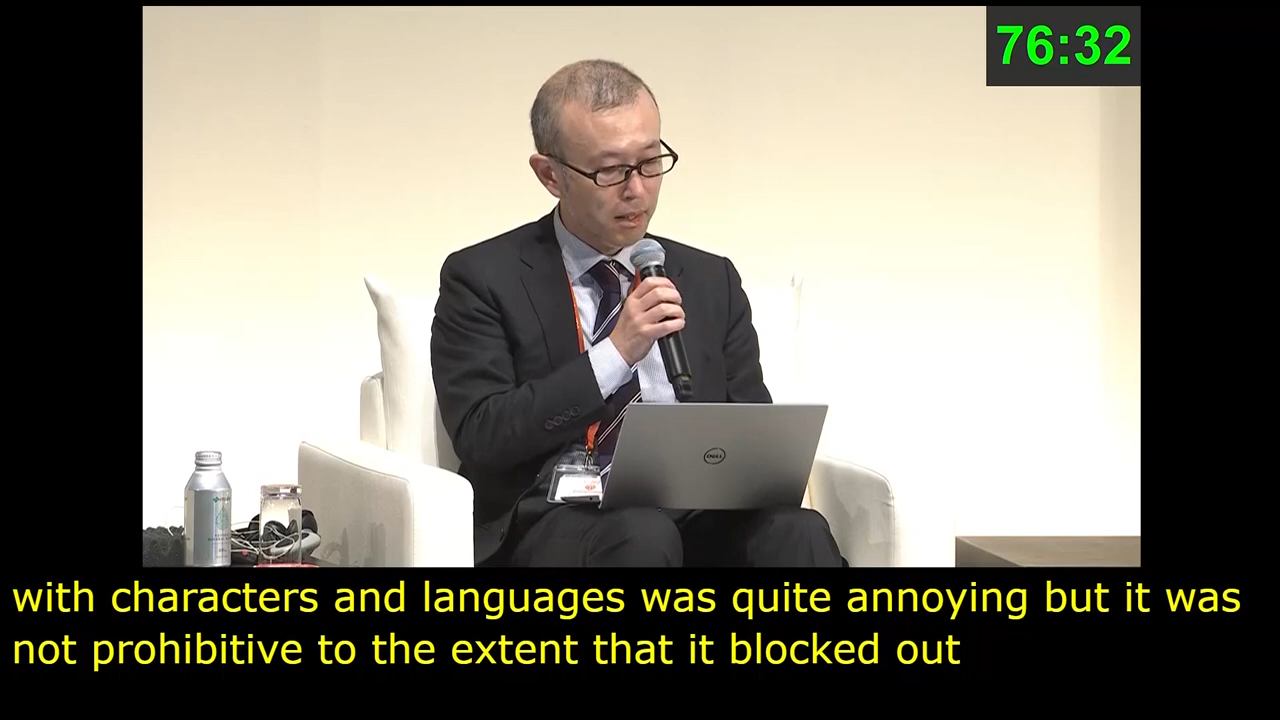 76:32
DELL
with characters and languages was quite annoying but it was
not prohibitive to the extent that it blocked out